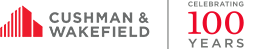 CUSHMAN &
WAKEFIELD
CELEBRATING
100
YEARS